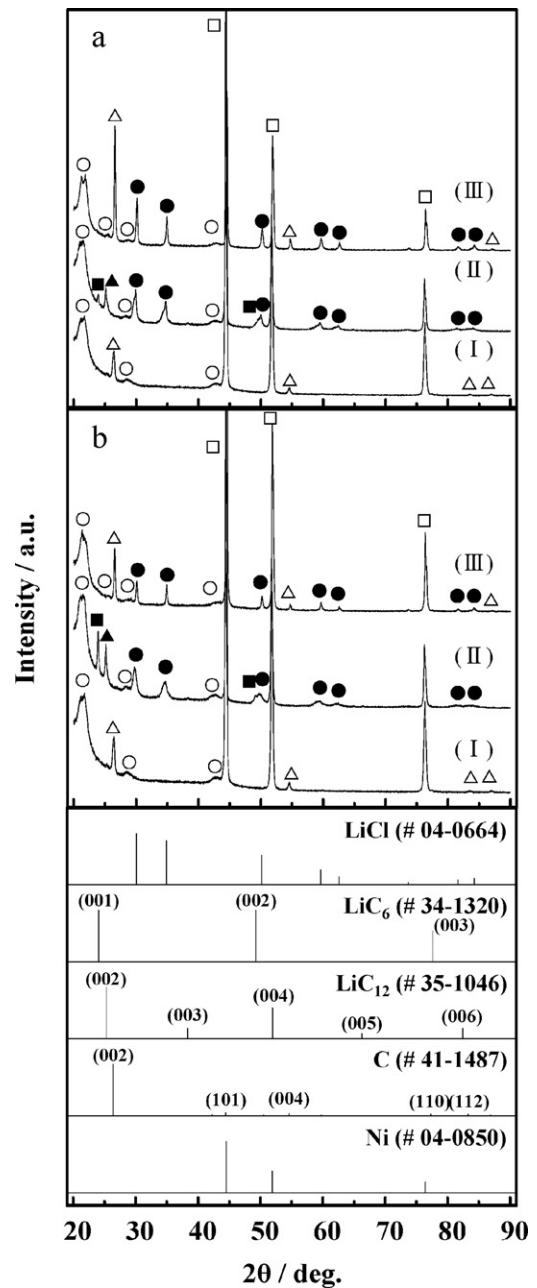 a
(III)
(II)
(I)
b
(III)
(II)
(I)
Intensity / a.u.
LiCl (# 04-0664)
(001)
(002)
LiC6 (# 34-1320)
(003)
(002)
LiC12 (# 35-1046)
(004)
(003)
(005)
(006)
(002)
C (# 41-1487)
(101)
(004)
(110)
(112)
Ni (# 04-0850)
20 30 40 50 60 70 80 90
2θ / deg.